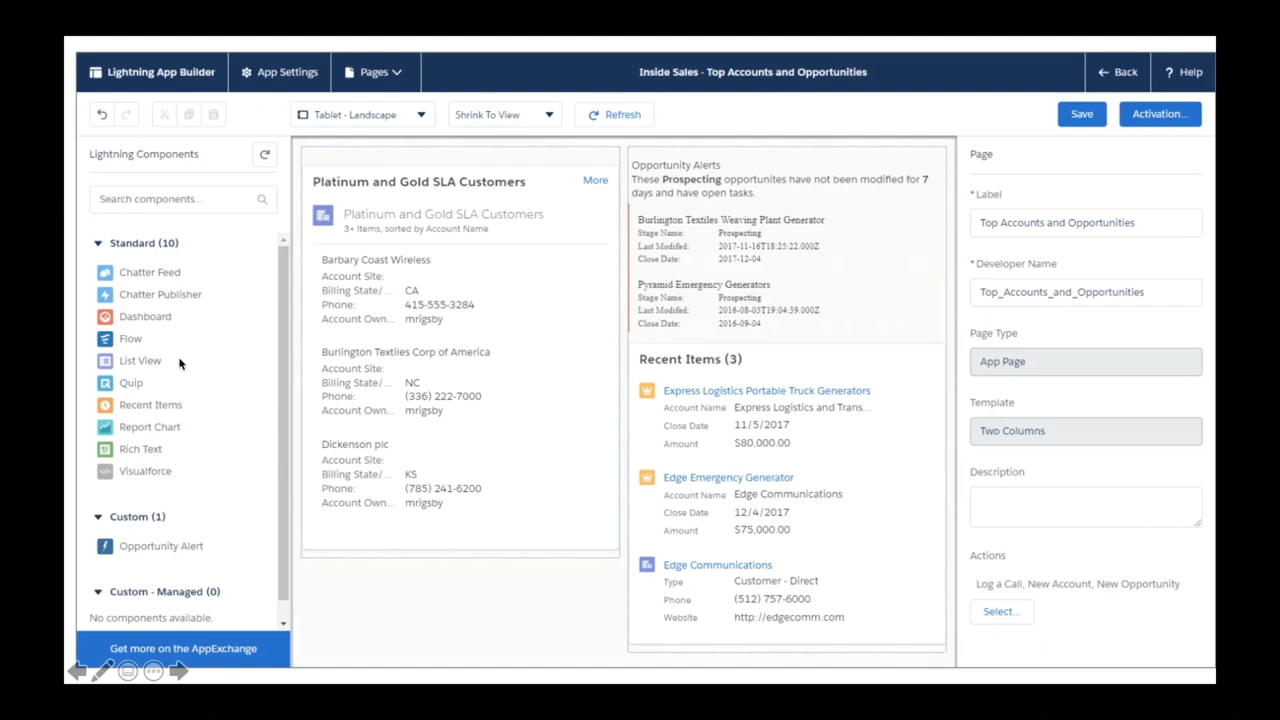 Lightning App Builder
App Settings
Pages
Inside Sales - Top Accounts and Opportunities
Back
? Help
Tablet - Landscape
Shrink To View
Refresh
Save
Activation...
Lightning Components
Search components...
Standard (10)
Chatter Feed
Chatter Publisher
Dashboard
Flow
List View
Quip
Recent Items
Report Chart
Rich Text
Visualforce
Custom (1)
Opportunity Alert
Custom - Managed (0)
No components available.
Get more on the AppExchange
Platinum and Gold SLA Customers
More
Platinum and Gold SLA Customers
3+ Items, sorted by Account Name
Barbary Coast Wireless
Account Site:
Billing State/... CA
Phone: 415-555-3284
Account Own... mrigsby
Burlington Textiles Corp of America
Account Site:
Billing State/... NC
Phone: (336) 222-7000
Account Own... mrigsby
Dickenson plc
Account Site:
Billing State/... KS
Phone: (785) 241-6200
Account Own... mrigsby
Opportunity Alerts
These Prospecting opportunites have not been modified for 7
days and have open tasks.
Burlington Textiles Weaving Plant Generator
Stage Name: Prospecting
Last Modifed: 2017-11-16T18:25:22.000Z
Close Date: 2017-12-04
Pyramid Emergency Generators
Stage Name: Prospecting
Last Modifed: 2016-08-05T19:04:39.000Z
Close Date: 2016-09-04
Recent Items (3)
Express Logistics Portable Truck Generators
Account Name Express Logistics and Trans...
Close Date 11/5/2017
Amount $80,000.00
Edge Emergency Generator
Account Name Edge Communications
Close Date 12/4/2017
Amount $75,000.00
Edge Communications
Type Customer - Direct
Phone (512) 757-6000
Website http://edgecomm.com
Page
* Label
Top Accounts and Opportunities
* Developer Name
Top_Accounts_and_Opportunities
Page Type
App Page
Template
Two Columns
Description
Actions
Log a Call, New Account, New Opportunity
Select...